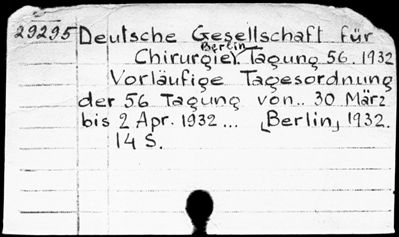 29295 Deutsche Gesellschaft für
Berlin
Chirurgie. Tagung 56. 1932
Vorläufige Tagesordnung
der 56. Tagung von.. 30 März
bis 2 Apr. 1932... [Berlin] 1932.
14 S.